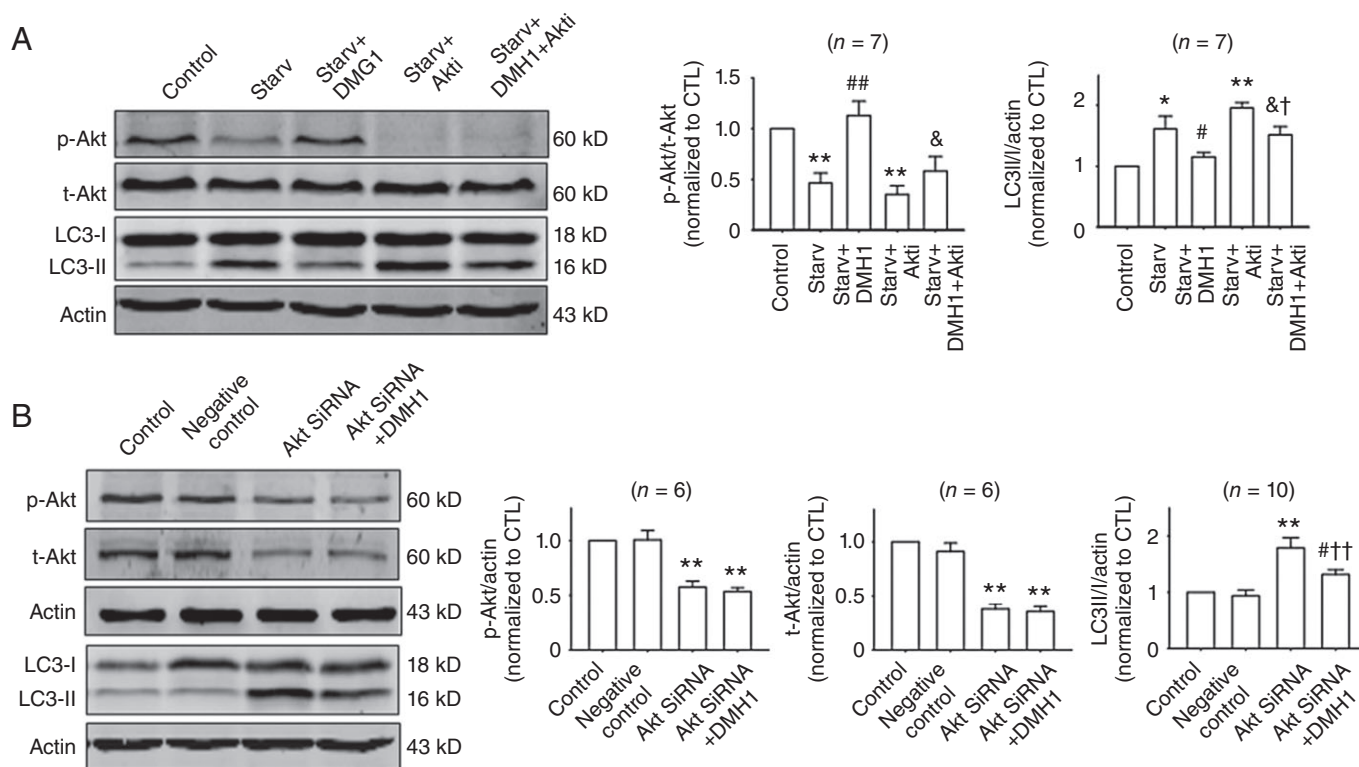 A
Control
Starv
Starv+
DMG1
Starv+
Akti
Starv+
DMH1+Akti
p-Akt
60 kD
t-Akt
60 kD
LC3-I
18 kD
LC3-II
16 kD
Actin
43 kD
(n = 7)
p-Akt/t-Akt
(normalized to CTL)
1.5
1.0
0.5
0
**
##
**
&
Control
Starv
Starv+
DMH1
Starv+
Akti
Starv+
DMH1+Akti
(n = 7)
LC3II/I/actin
(normalized to CTL)
2
1
0
*
#
**
&†
Control
Starv
Starv+
DMH1
Starv+
Akti
Starv+
DMH1+Akti
B
Control
Negative
control
Akt SiRNA
Akt SiRNA
+DMH1
p-Akt
60 kD
t-Akt
60 kD
Actin
43 kD
LC3-I
18 kD
LC3-II
16 kD
Actin
43 kD
(n = 6)
p-Akt/actin
(normalized to CTL)
1.0
0.5
0
**
**
Control
Negative
control
Akt SiRNA
Akt SiRNA
+DMH1
(n = 6)
t-Akt/actin
(normalized to CTL)
1.0
0.5
0
**
**
Control
Negative
control
Akt SiRNA
Akt SiRNA
+DMH1
(n = 10)
LC3II/I/actin
(normalized to CTL)
2
1
0
**
#††
Control
Negative
control
Akt SiRNA
Akt SiRNA
+DMH1